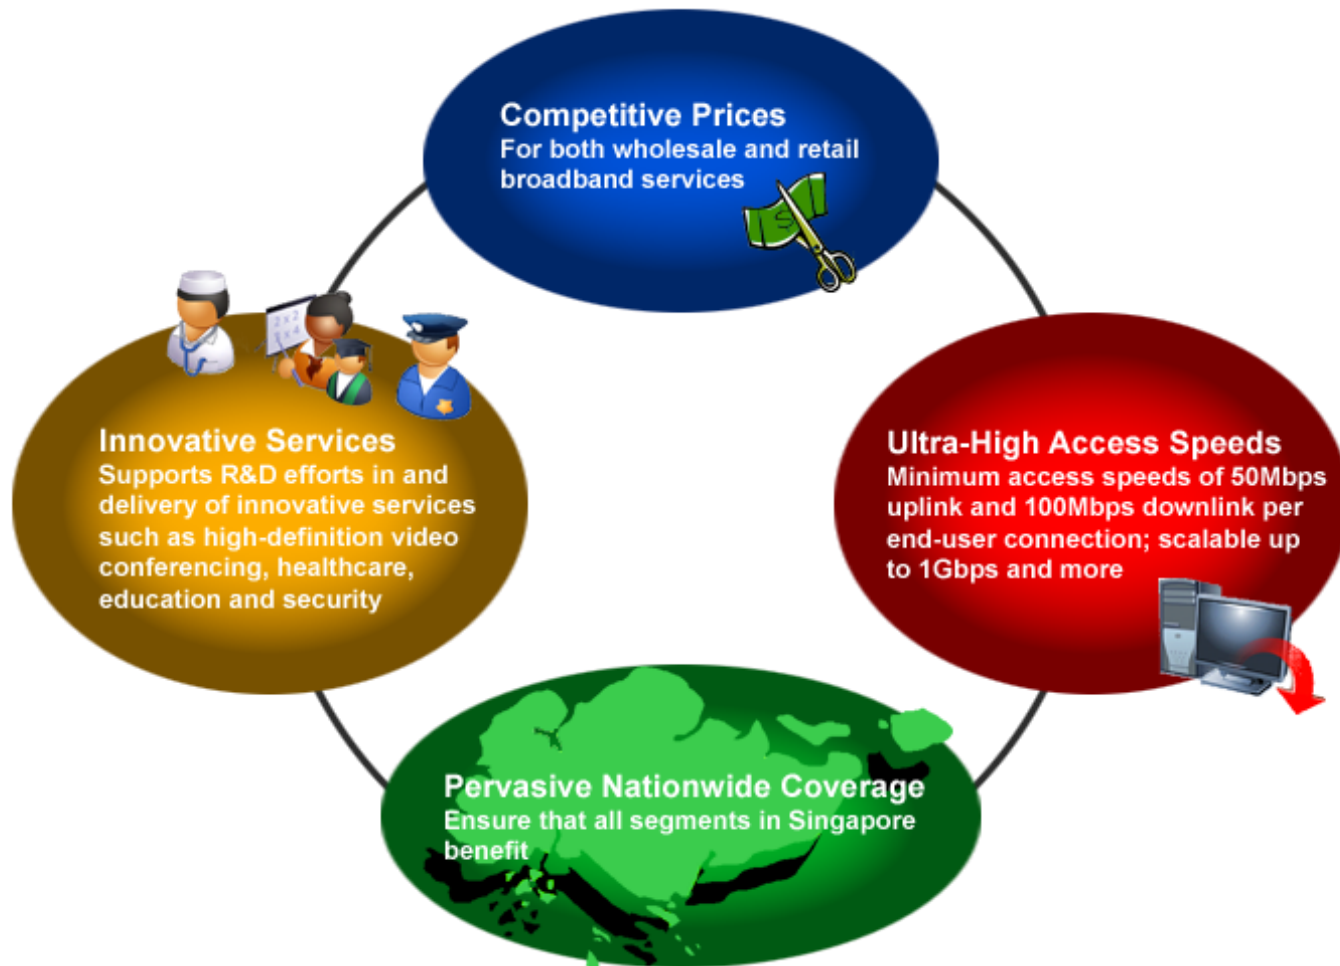 Competitive Prices
For both wholesale and retail
broadband services
$
2 x 2
Innovative Services
Supports R&D efforts in and
delivery of innovative services
such as high-definition video
conferencing, healthcare,
education and security
Ultra-High Access Speeds
Minimum access speeds of 50Mbps
uplink and 100Mbps downlink per
end-user connection; scalable up
to 1Gbps and more
Pervasive Nationwide Coverage
Ensure that all segments in Singapore
benefit